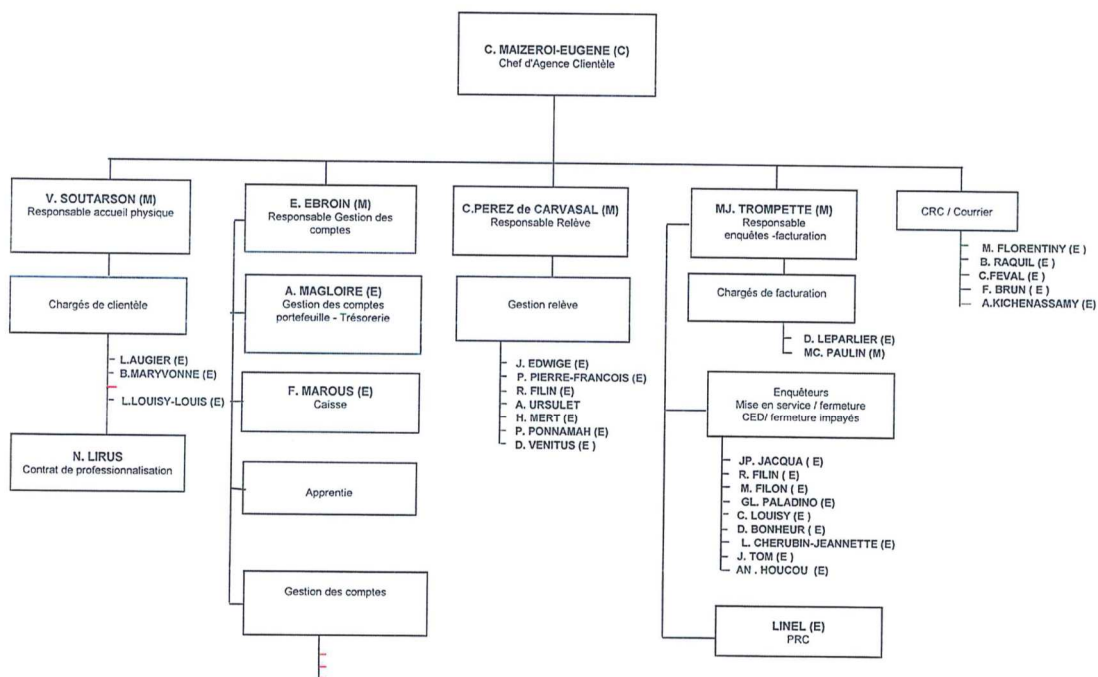 C. MAIZEROI-EUGENE (C)
Chef d'Agence Clientèle
V. SOUTARSON (M)
Responsable accueil physique
Chargés de clientèle
L.AUGIER (E)
B.MARYVONNE (E)
L.LOUISY-LOUIS (E)
N. LIRUS
Contrat de professionnalisation
E. EBROIN (M)
Responsable Gestion des
comptes
A. MAGLOIRE (E)
Gestion des comptes
portefeuille - Trésorerie
F. MAROUS (E)
Caisse
Apprentie
Gestion des comptes
C.PEREZ de CARVASAL (M)
Responsable Relève
Gestion relève
J. EDWIGE (E)
P. PIERRE-FRANCOIS (E)
R. FILIN (E)
A. URSULET
H. MERT (E)
P. PONNAMAH (E)
D. VENITUS (E )
MJ. TROMPETTE (M)
Responsable
enquêtes -facturation
Chargés de facturation
D. LEPARLIER (E)
MC. PAULIN (M)
Enquêteurs
Mise en service / fermeture
CED/ fermeture impayés
JP. JACQUA ( E)
R. FILIN ( E)
M. FILON ( E)
GL. PALADINO (E)
C. LOUISY (E )
D. BONHEUR ( E)
L. CHERUBIN-JEANNETTE (E)
J. TOM (E )
AN . HOUCOU (E)
LINEL (E)
PRC
CRC / Courrier
M. FLORENTINY (E )
B. RAQUIL (E )
C.FEVAL (E )
F. BRUN ( E )
A.KICHENASSAMY (E)